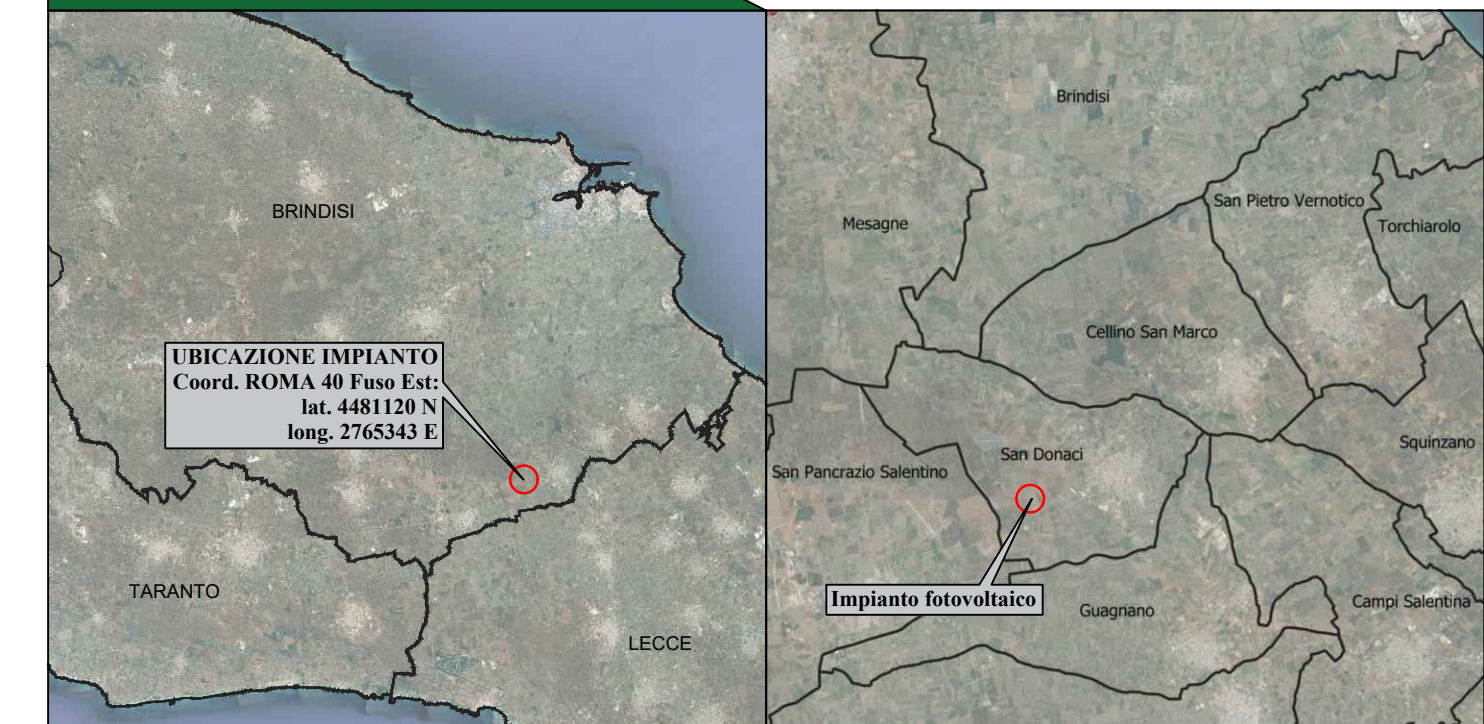 BRINDISI
UBICAZIONE IMPIANTO
Coord. ROMA 40 Fuso Est:
lat. 4481120 N
long. 2765343 E
TARANTO
LECCE
Brindisi
San Pietro Vernotico
Mesagne
Torchiarolo
Cellino San Marco
Squinzano
San Donaci
San Pancrazio Salentino
Impianto fotovoltaico
Guagnano
Campi Salentina